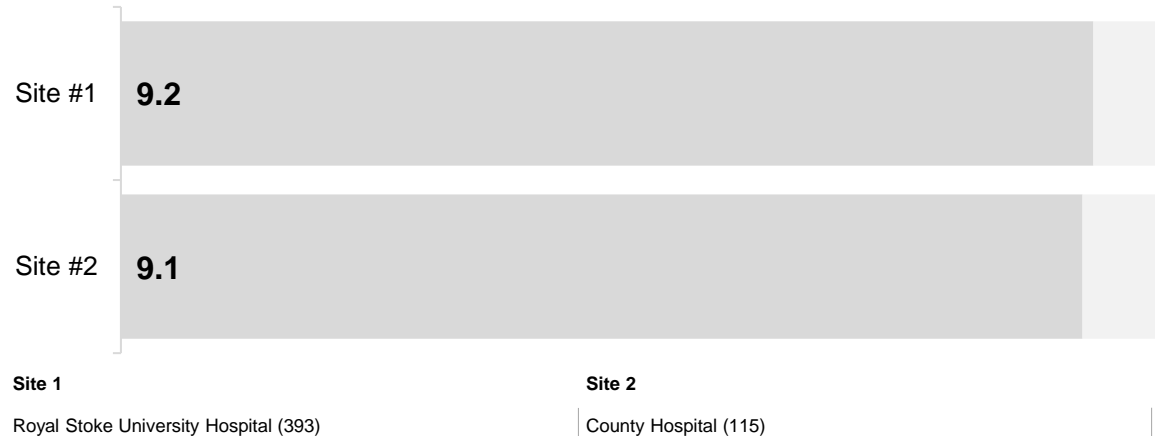 Site #1 9.2
Site #2 9.1
Site 1 Site 2
Royal Stoke University Hospital (393) County Hospital (115)